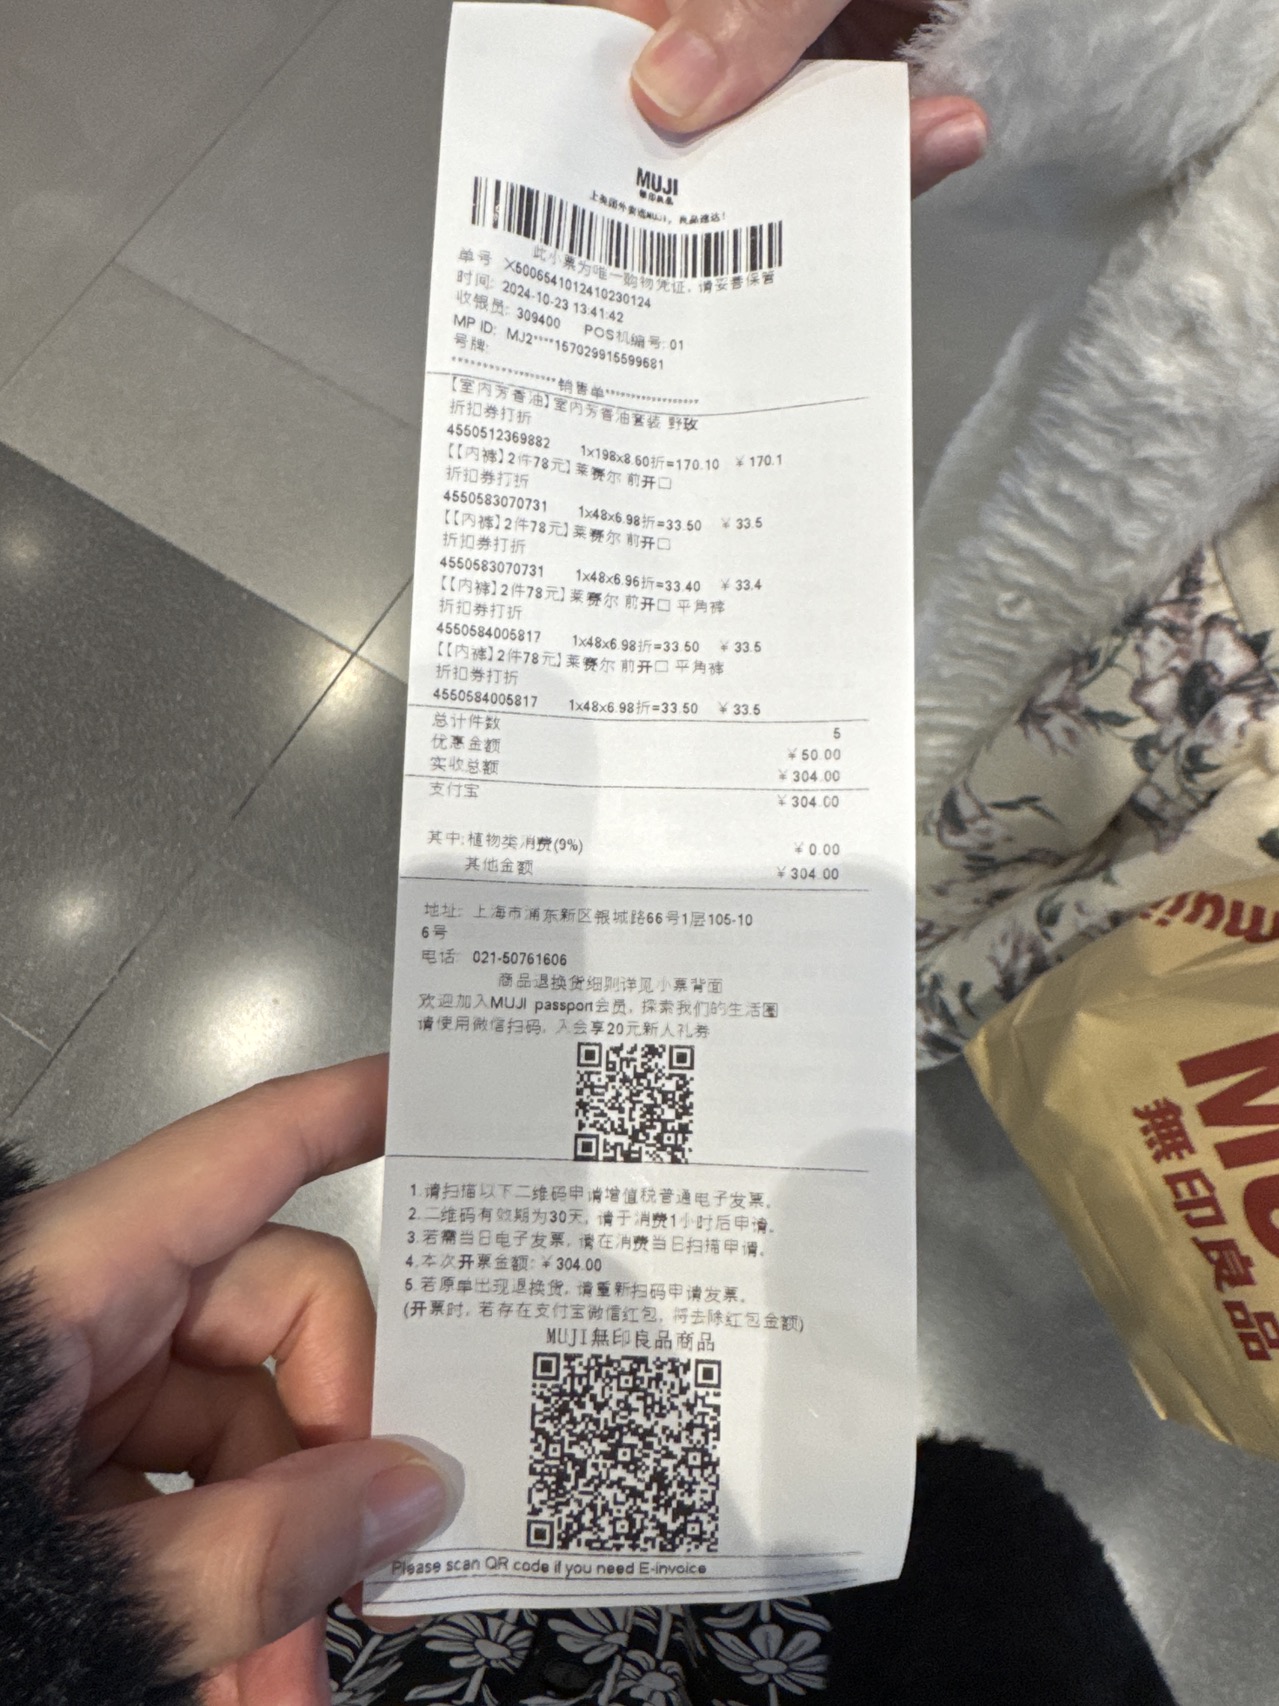 MUJI
無印良品
上美团外卖选MUJI，良品速达！
此小票为唯一购物凭证，请妥善保管
单号 X5006541012410230124
时间: 2024-10-23 13:41:42
收银员: 309400 POS机编号: 01
MP ID: MJ2****157029915599681
号牌:
********************销售单********************
【室内芳香油】室内芳香油套装 野玫
折扣券打折
4550512369882 1x198x8.60折=170.10 ￥170.1
【【内裤】2件78元】莱赛尔 前开口
折扣券打折
4550583070731 1x48x6.98折=33.50 ￥33.5
【【内裤】2件78元】莱赛尔 前开口
折扣券打折
4550583070731 1x48x6.96折=33.40 ￥33.4
【【内裤】2件78元】莱赛尔 前开口 平角裤
折扣券打折
4550584005817 1x48x6.98折=33.50 ￥33.5
【【内裤】2件78元】莱赛尔 前开口 平角裤
折扣券打折
4550584005817 1x48x6.98折=33.50 ￥33.5
总计件数 5
优惠金额 ￥50.00
实收总额 ￥304.00
支付宝 ￥304.00
其中:植物类消费(9%) ￥0.00
其他金额 ￥304.00
地址: 上海市浦东新区银城路66号1层105-10
6号
电话: 021-50761606
商品退换货细则详见小票背面
欢迎加入MUJI passport会员，探索我们的生活圈
请使用微信扫码，入会享20元新人礼券
1.请扫描以下二维码申请增值税普通电子发票。
2.二维码有效期为30天，请于消费1小时后申请。
3.若需当日电子发票，请在消费当日扫描申请。
4.本次开票金额:￥304.00
5.若原单出现退换货，请重新扫码申请发票。
(开票时，若存在支付宝微信红包，将去除红包金额)
MUJI無印良品商品
Please scan QR code if you need E-invoice
muji
MU
無印良品